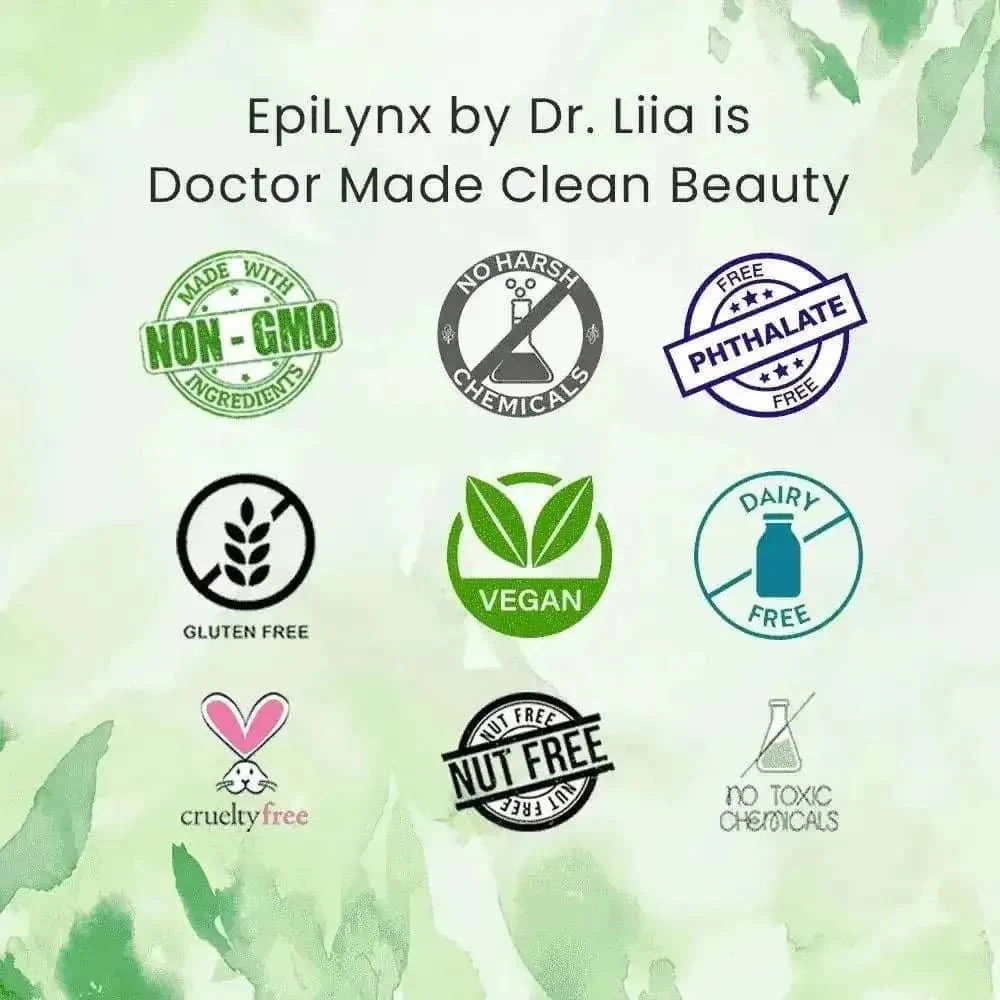 EpiLynx by Dr. Liia is
Doctor Made Clean Beauty
MADE WITH
NON - GMO
INGREDIENTS
NO HARSH
CHEMICALS
FREE
PHTHALATE
FREE
GLUTEN FREE
VEGAN
DAIRY
FREE
crueltyfree
NUT FREE
NUT FREE
NUT FREE
NO TOXIC
CHEMICALS